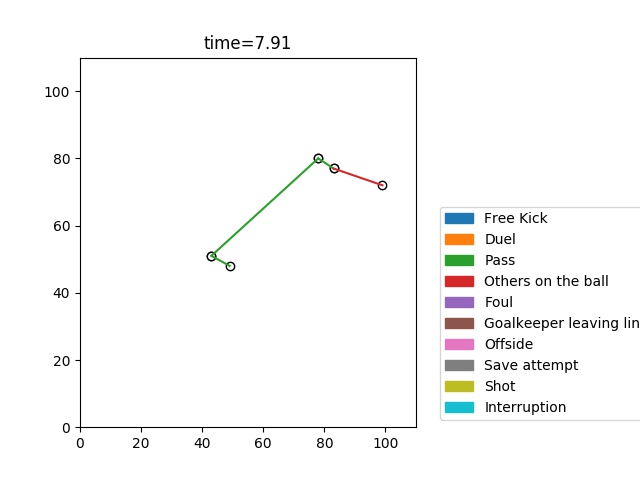 time=7.91
100
80
60
40
20
0
0 20 40 60 80 100
Free Kick
Duel
Pass
Others on the ball
Foul
Goalkeeper leaving lin
Offside
Save attempt
Shot
Interruption